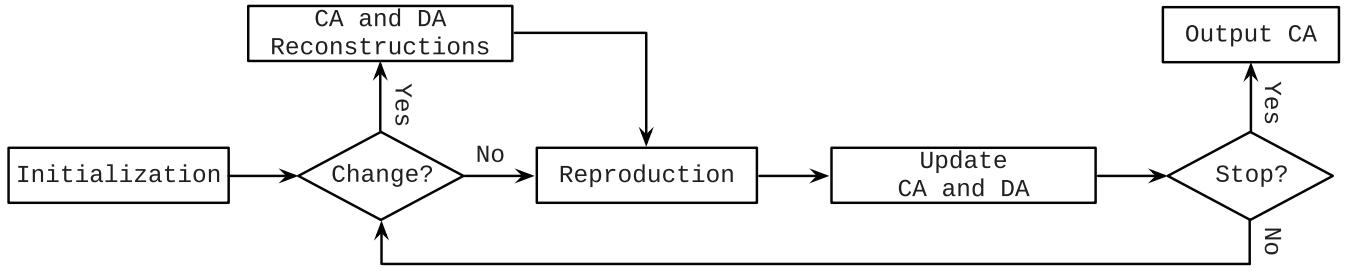 CA and DA
Reconstructions
Output CA
Yes
Yes
Initialization
Change?
No
Reproduction
Update
CA and DA
Stop?
No